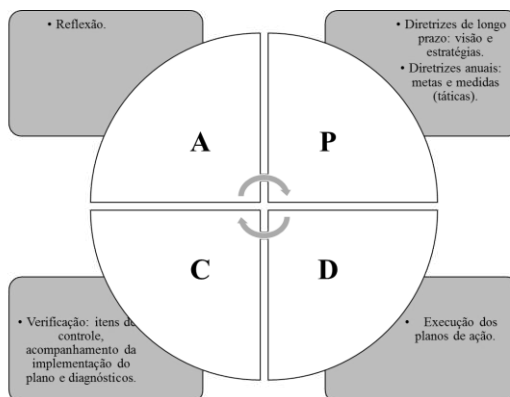 • Reflexão.
• Diretrizes de longo
prazo: visão e
estratégias.
• Diretrizes anuais:
metas e medidas
(táticas).
A
P
C
D
• Verificação: itens de
controle,
acompanhamento da
implementação do
plano e diagnósticos.
• Execução dos
planos de ação.